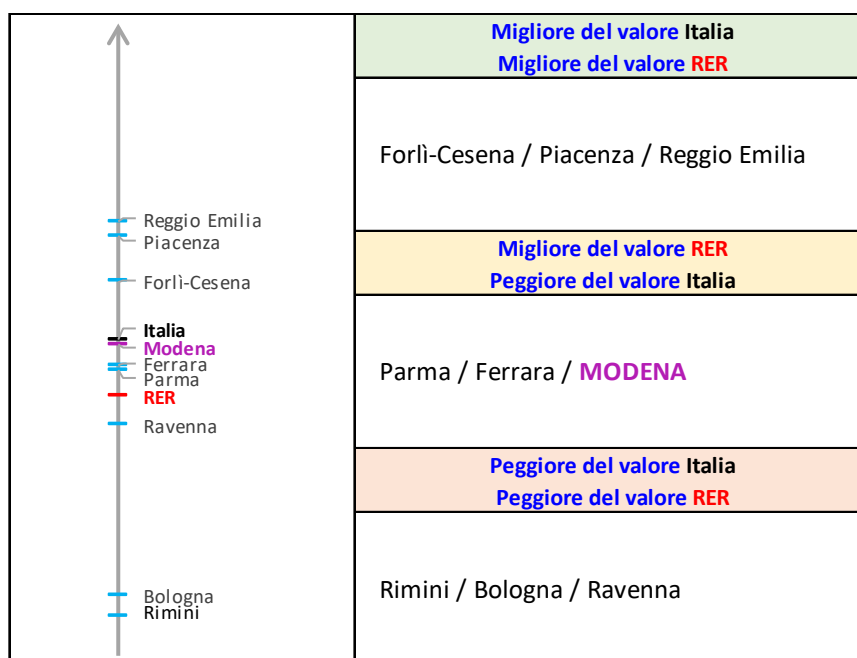 Reggio Emilia
Piacenza
Forlì-Cesena
Italia
Modena
Ferrara
Parma
RER
Ravenna
Bologna
Rimini
Migliore del valore Italia
Migliore del valore RER
Forlì-Cesena / Piacenza / Reggio Emilia
Migliore del valore RER
Peggiore del valore Italia
Parma / Ferrara / MODENA
Peggiore del valore Italia
Peggiore del valore RER
Rimini / Bologna / Ravenna